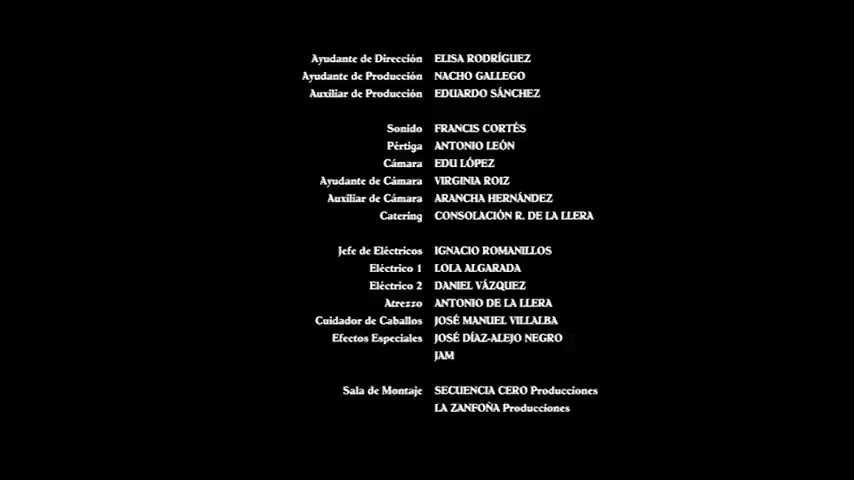 Ayudante de Dirección ELISA RODRÍGUEZ
Ayudante de Producción NACHO GALLEGO
Auxiliar de Producción EDUARDO SÁNCHEZ
Sonido FRANCIS CORTÉS
Pértiga ANTONIO LEÓN
Cámara EDU LÓPEZ
Ayudante de Cámara VIRGINIA ROIZ
Auxiliar de Cámara ARANCHA HERNÁNDEZ
Catering CONSOLACIÓN R. DE LA LLERA
Jefe de Eléctricos IGNACIO ROMANILLOS
Eléctrico 1 LOLA ALGARADA
Eléctrico 2 DANIEL VÁZQUEZ
Atrezzo ANTONIO DE LA LLERA
Cuidador de Caballos JOSÉ MANUEL VILLALBA
Efectos Especiales JOSÉ DÍAZ-ALEJO NEGRO
JAM
Sala de Montaje SECUENCIA CERO Producciones
LA ZANFOÑA Producciones